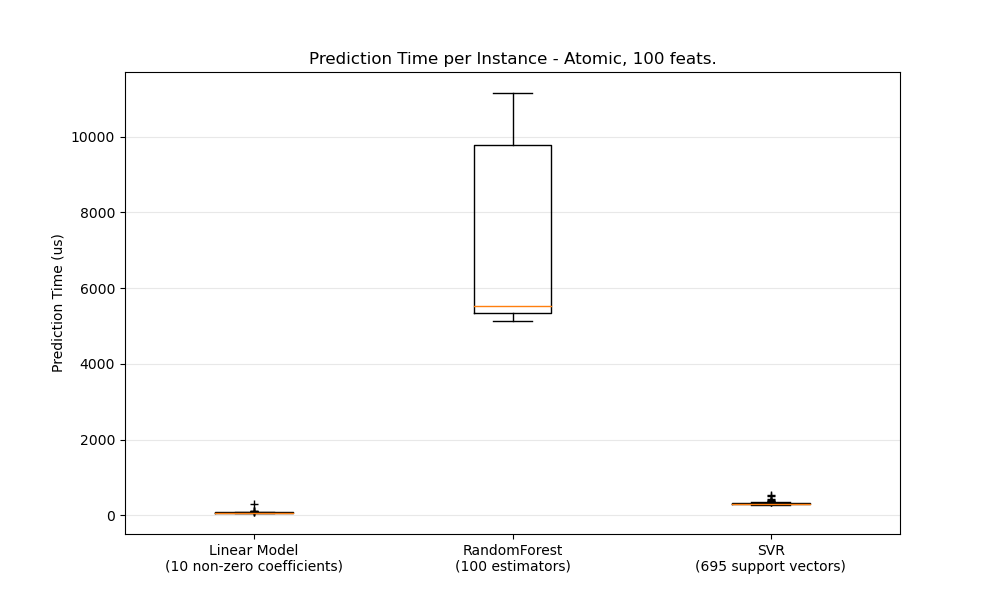 Prediction Time per Instance - Atomic, 100 feats.
Prediction Time (us)
10000
8000
6000
4000
2000
0
Linear Model
(10 non-zero coefficients)
RandomForest
(100 estimators)
SVR
(695 support vectors)